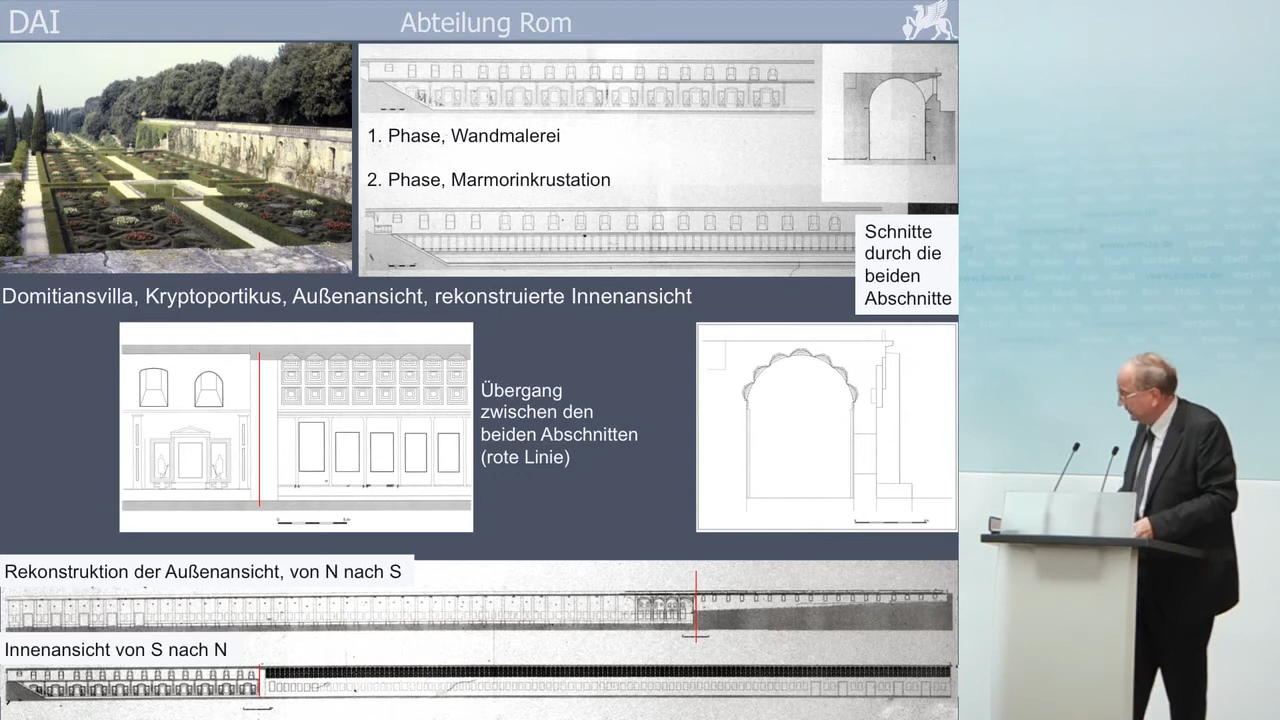 DAI
Abteilung Rom
1. Phase, Wandmalerei
2. Phase, Marmorinkrustation
Schnitte
durch die
beiden
Abschnitte
Domitiansvilla, Kryptoportikus, Außenansicht, rekonstruierte Innenansicht
Übergang
zwischen den
beiden Abschnitten
(rote Linie)
Rekonstruktion der Außenansicht, von N nach S
Innenansicht von S nach N